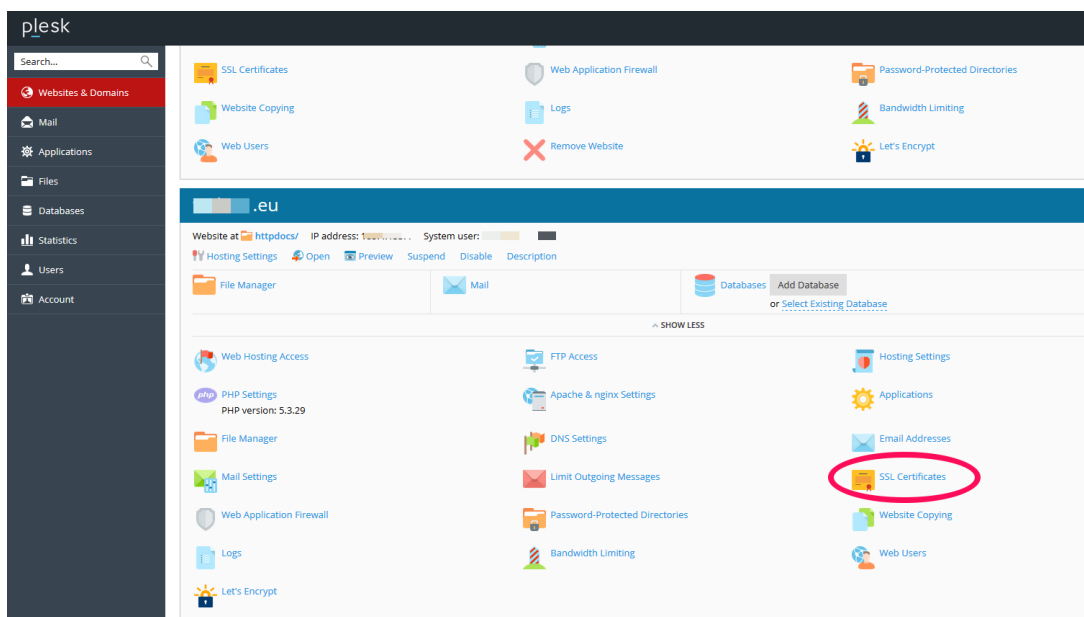 plesk
Search...
Websites & Domains
Mail
Applications
Files
Databases
Statistics
Users
Account
SSL Certificates
Web Application Firewall
Password-Protected Directories
Website Copying
Logs
Bandwidth Limiting
Web Users
Remove Website
Let's Encrypt
.eu
Website at httpdocs/ IP address: System user:
Hosting Settings Open Preview Suspend Disable Description
File Manager
Mail
Databases Add Database
or Select Existing Database
SHOW LESS
Web Hosting Access
FTP Access
Hosting Settings
php PHP Settings
PHP version: 5.3.29
Apache & nginx Settings
Applications
File Manager
DNS Settings
Email Addresses
Mail Settings
Limit Outgoing Messages
SSL Certificates
Web Application Firewall
Password-Protected Directories
Website Copying
Logs
Bandwidth Limiting
Web Users
Let's Encrypt